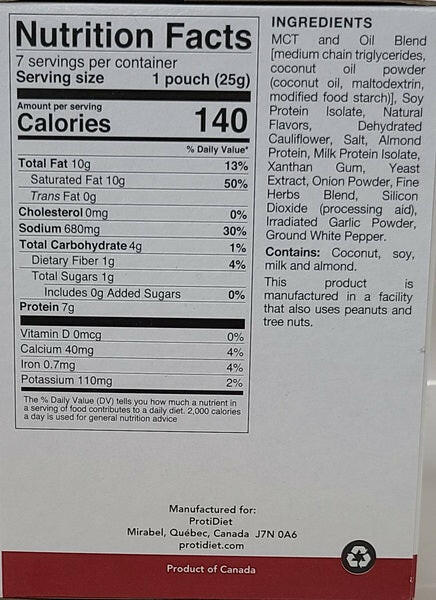 Nutrition Facts
7 servings per container
Serving size 1 pouch (25g)
Amount per serving
Calories 140
% Daily Value*
Total Fat 10g 13%
Saturated Fat 10g 50%
Trans Fat 0g
Cholesterol 0mg 0%
Sodium 680mg 30%
Total Carbohydrate 4g 1%
Dietary Fiber 1g 4%
Total Sugars 1g
Includes 0g Added Sugars 0%
Protein 7g
Vitamin D 0mcg 0%
Calcium 40mg 4%
Iron 0.7mg 4%
Potassium 110mg 2%
The % Daily Value (DV) tells you how much a nutrient in
a serving of food contributes to a daily diet. 2,000 calories
a day is used for general nutrition advice
INGREDIENTS
MCT and Oil Blend
[medium chain triglycerides,
coconut oil powder
(coconut oil, maltodextrin,
modified food starch)], Soy
Protein Isolate, Natural
Flavors, Dehydrated
Cauliflower, Salt, Almond
Protein, Milk Protein Isolate,
Xanthan Gum, Yeast
Extract, Onion Powder, Fine
Herbs Blend, Silicon
Dioxide (processing aid),
Irradiated Garlic Powder,
Ground White Pepper.
Contains: Coconut, soy,
milk and almond.
This product is
manufactured in a facility
that also uses peanuts and
tree nuts.
Manufactured for:
ProtiDiet
Mirabel, Québec, Canada J7N 0A6
protidiet.com
Product of Canada